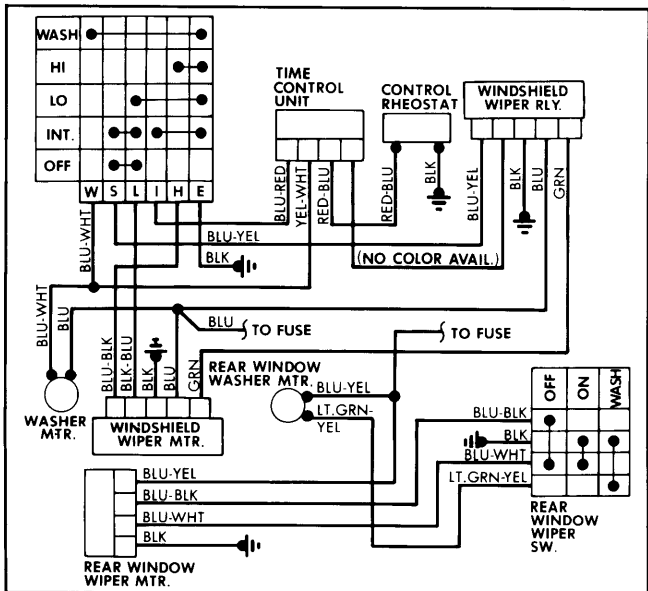 WASH
HI
LO
INT.
OFF
W S L I H E
TIME
CONTROL
UNIT
CONTROL
RHEOSTAT
WINDSHIELD
WIPER RLY.
BLU-RED
YEL-WHT
RED-BLU
RED-BLU
BLK
BLU-YEL
BLK
BLU
GRN
BLU-WHT
BLU-YEL
BLK
(NO COLOR AVAIL.)
BLU-WHT
BLU
BLU TO FUSE
TO FUSE
BLU-BLK
BLK-BLU
BLK
BLU
GRN
WASHER
MTR.
WINDSHIELD
WIPER MTR.
REAR WINDOW
WASHER MTR.
BLU-YEL
LT.GRN-
YEL
OFF
ON
WASH
BLU-BLK
BLK
BLU-WHT
LT.GRN-YEL
REAR
WINDOW
WIPER
SW.
BLU-YEL
BLU-BLK
BLU-WHT
BLK
REAR WINDOW
WIPER MTR.